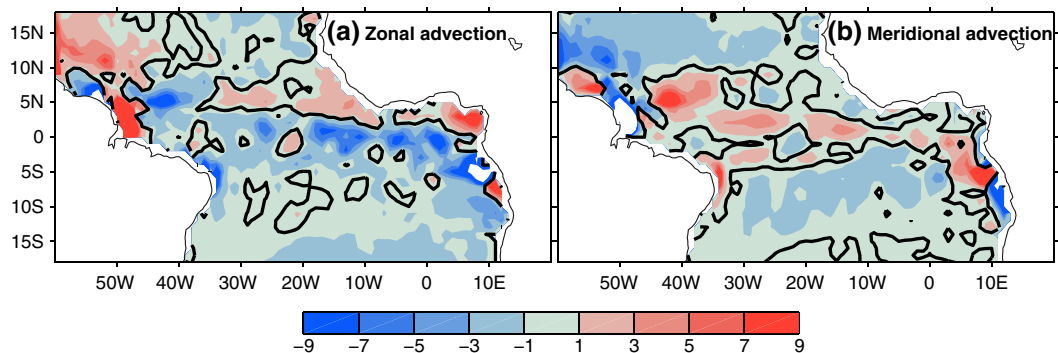 (a) Zonal advection
(b) Meridional advection
15N
10N
5N
0
5S
10S
15S
50W 40W 30W 20W 10W 0 10E
50W 40W 30W 20W 10W 0 10E
−9 −7 −5 −3 −1 1 3 5 7 9